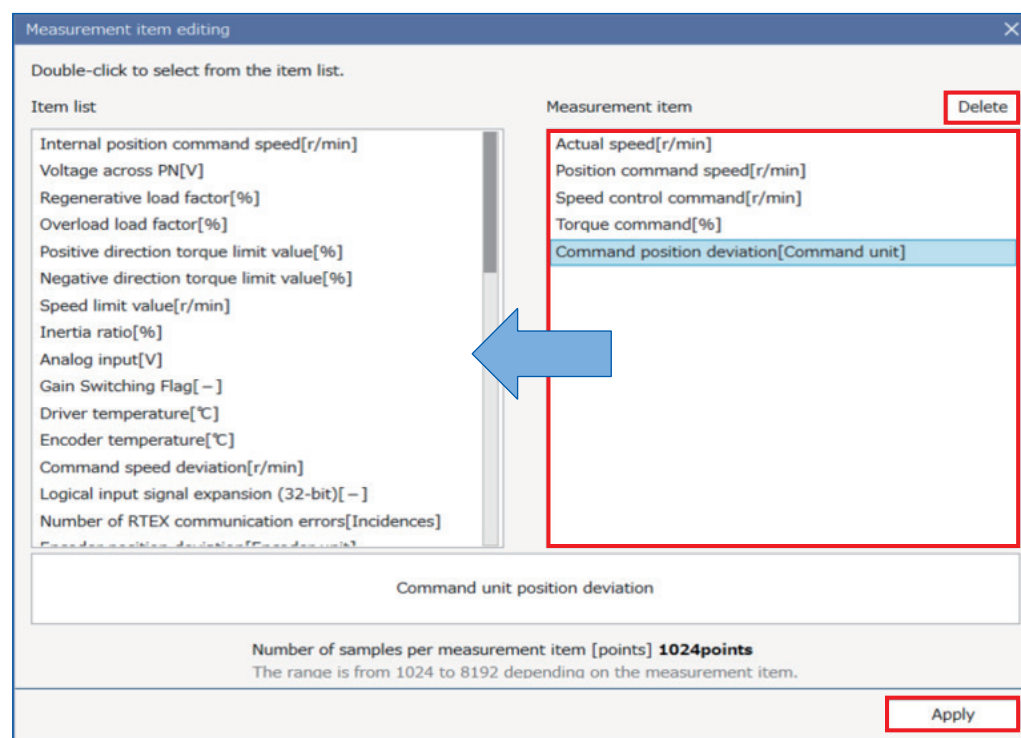 Measurement item editing
Double-click to select from the item list.
Item list
Measurement item
Delete
Internal position command speed[r/min]
Voltage across PN[V]
Regenerative load factor[%]
Overload load factor[%]
Positive direction torque limit value[%]
Negative direction torque limit value[%]
Speed limit value[r/min]
Inertia ratio[%]
Analog input[V]
Gain Switching Flag[－]
Driver temperature[℃]
Encoder temperature[℃]
Command speed deviation[r/min]
Logical input signal expansion (32-bit)[－]
Number of RTEX communication errors[Incidences]
Encoder position deviation[Encoder unit]
Actual speed[r/min]
Position command speed[r/min]
Speed control command[r/min]
Torque command[%]
Command position deviation[Command unit]
Command unit position deviation
Number of samples per measurement item [points] 1024points
The range is from 1024 to 8192 depending on the measurement item.
Apply